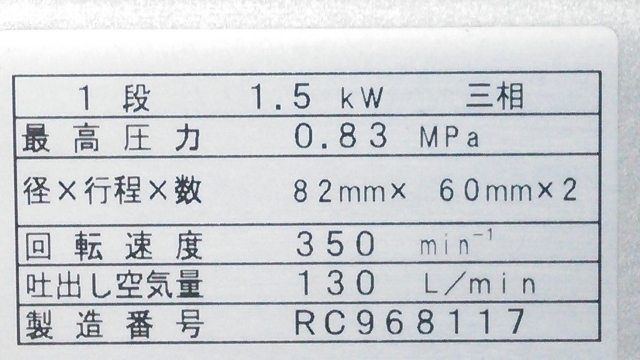 1 段 1.5 kW 三相
最高圧力 0.83 MPa
径×行程×数 82mm× 60mm×2
回転速度 350 min⁻¹
吐出し空気量 130 L/min
製造番号 RC968117